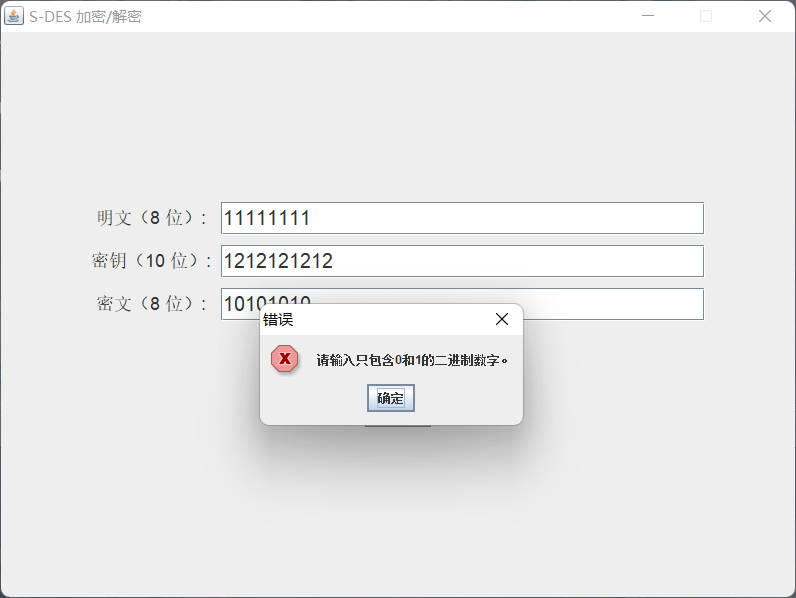 S-DES 加密/解密
明文（8 位）: 11111111
密钥（10 位）: 1212121212
密文（8 位）: 10101010
错误
请输入只包含0和1的二进制数字。
确定